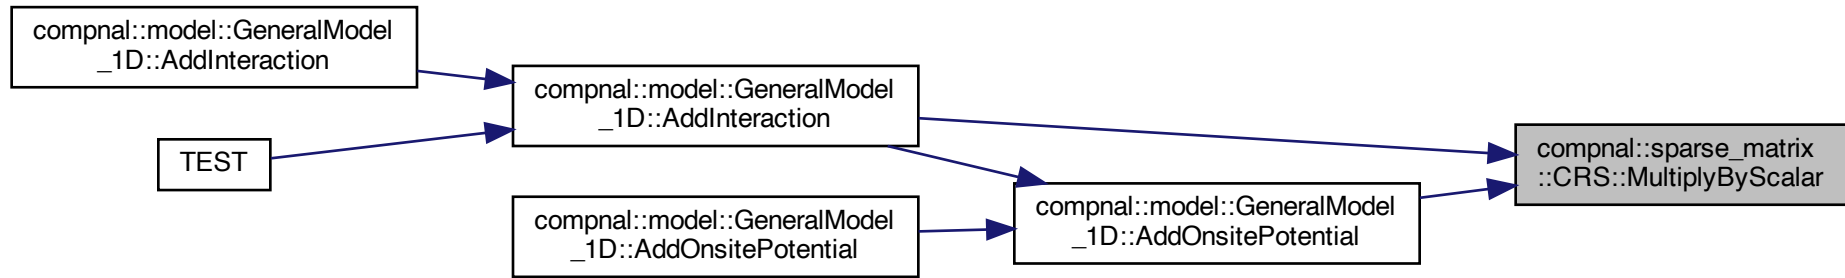 compnal::model::GeneralModel
_1D::AddInteraction
TEST
compnal::model::GeneralModel
_1D::AddInteraction
compnal::model::GeneralModel
_1D::AddOnsitePotential
compnal::model::GeneralModel
_1D::AddOnsitePotential
compnal::sparse_matrix
::CRS::MultiplyByScalar